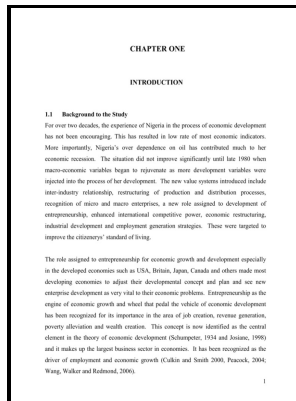 CHAPTER ONE
INTRODUCTION
1.1 Background to the Study
For over two decades, the experience of Nigeria in the process of economic development
has not been encouraging. This has resulted in low rate of most economic indicators.
More importantly, Nigeria's over dependence on oil has contributed much to her
economic recession. The situation did not improve significantly until late 1980 when
macro-economic variables began to rejuvenate as more development variables were
injected into the process of her development. The new value systems introduced include
inter-industry relationship, restructuring of production and distribution processes,
recognition of micro and macro enterprises, a new role assigned to development of
entrepreneurship, enhanced international competitive power, economic restructuring,
industrial development and employment generation strategies. These were targeted to
improve the citizenerys' standard of living.
The role assigned to entrepreneurship for economic growth and development especially
in the developed economies such as USA, Britain, Japan, Canada and others made most
developing economies to adjust their developmental concept and plan and see new
enterprise development as very vital to their economic problems. Entrepreneurship as the
engine of economic growth and wheel that pedal the vehicle of economic development
has been recognized for its importance in the area of job creation, revenue generation,
poverty alleviation and wealth creation. This concept is now identified as the central
element in the theory of economic development (Schumpeter, 1934 and Josiane, 1998)
and it makes up the largest business sector in economies. It has been recognized as the
driver of employment and economic growth (Culkin and Smith 2000, Peacock, 2004;
Wang, Walker and Redmond, 2006).
1